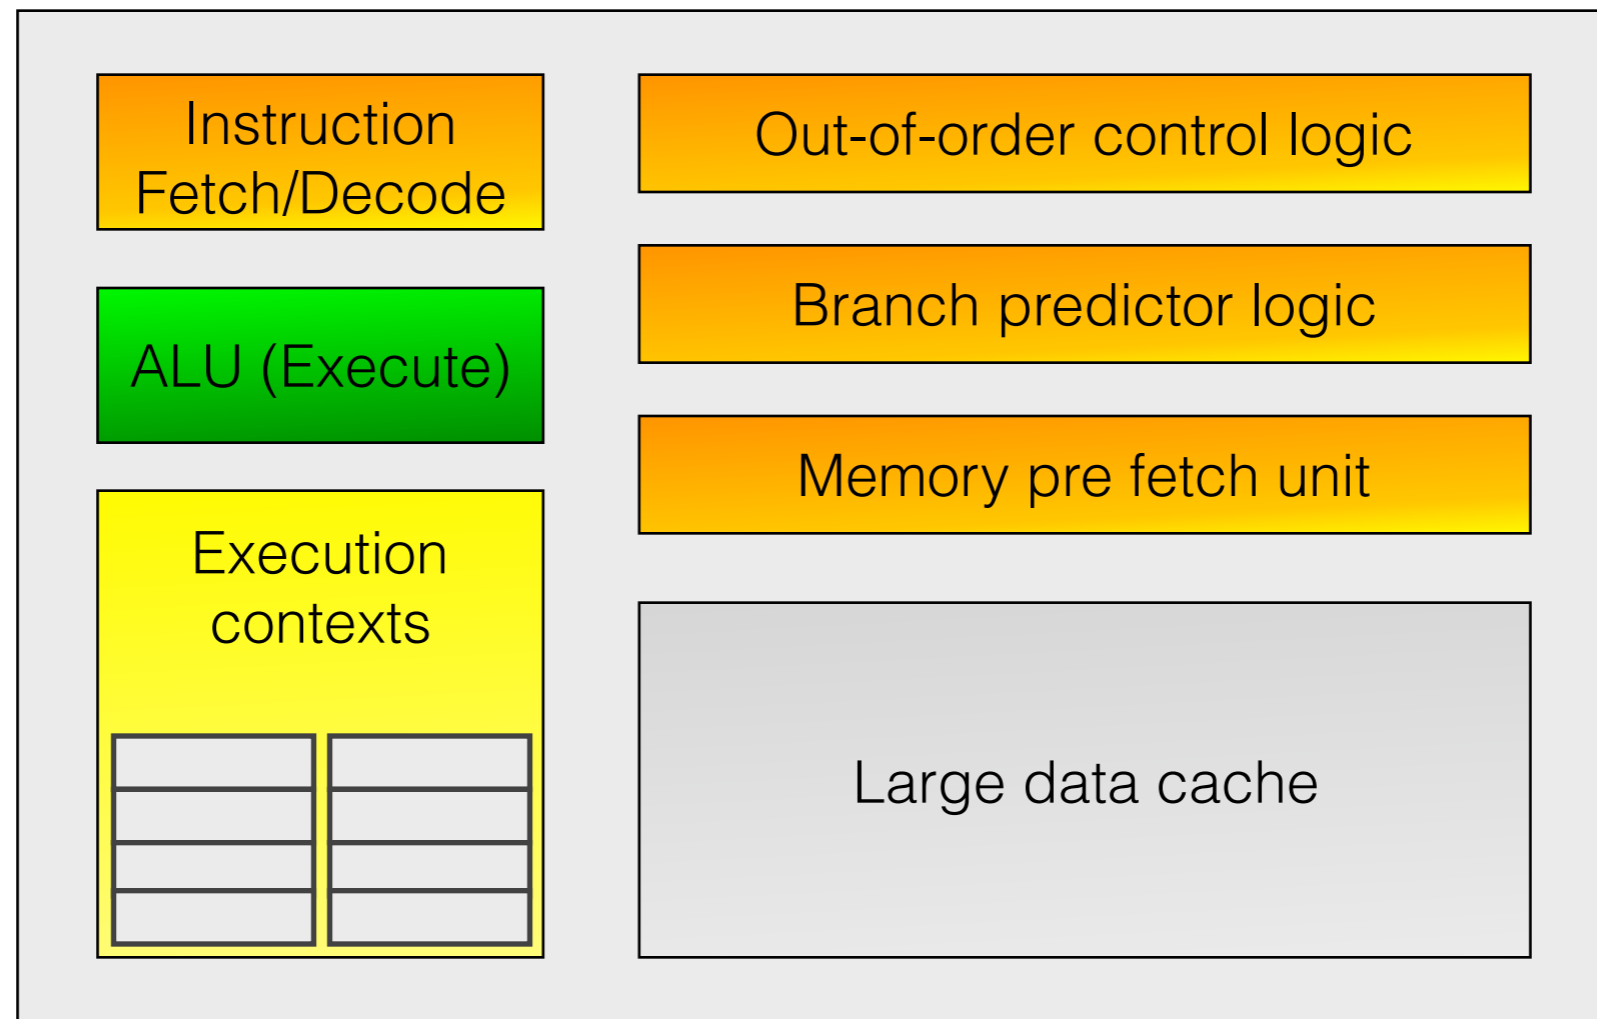 Instruction
Fetch/Decode
ALU (Execute)
Execution
contexts
Out-of-order control logic
Branch predictor logic
Memory pre fetch unit
Large data cache